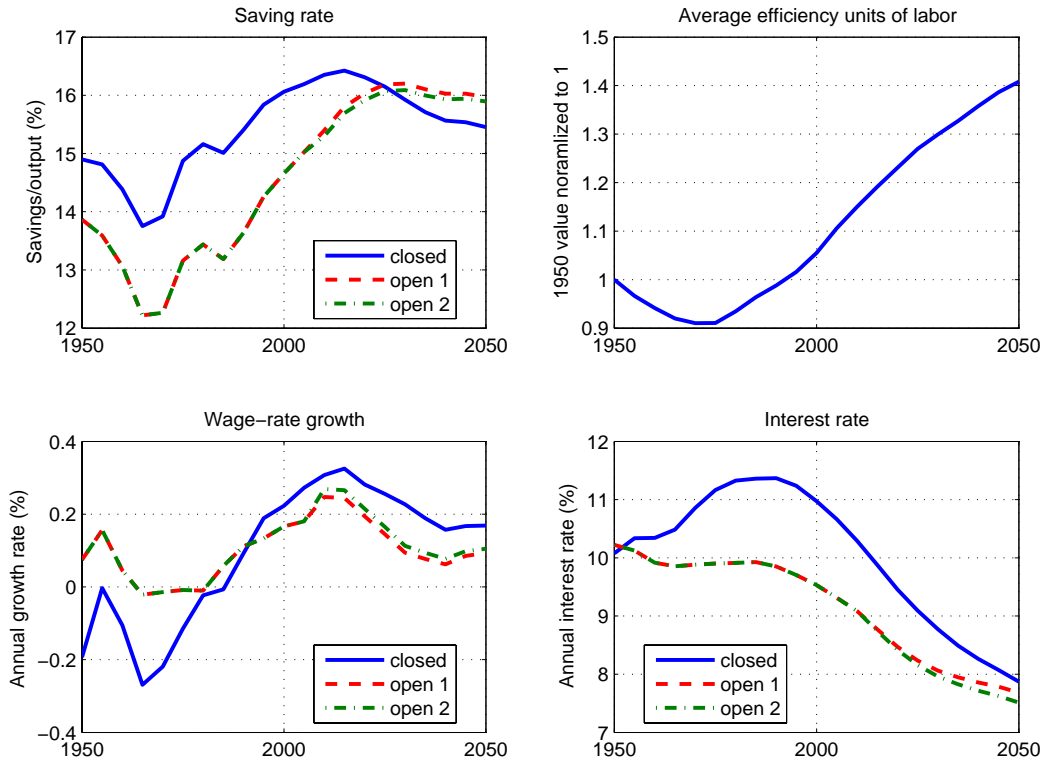 Saving rate
Savings/output (%)
17
16
15
14
13
12
1950
2000
2050
closed
open 1
open 2
Average efficiency units of labor
1950 value noramlized to 1
1.5
1.4
1.3
1.2
1.1
1
0.9
1950
2000
2050
Wage−rate growth
Annual growth rate (%)
0.4
0.2
0
−0.2
−0.4
1950
2000
2050
closed
open 1
open 2
Interest rate
Annual interest rate (%)
12
11
10
9
8
7
1950
2000
2050
closed
open 1
open 2